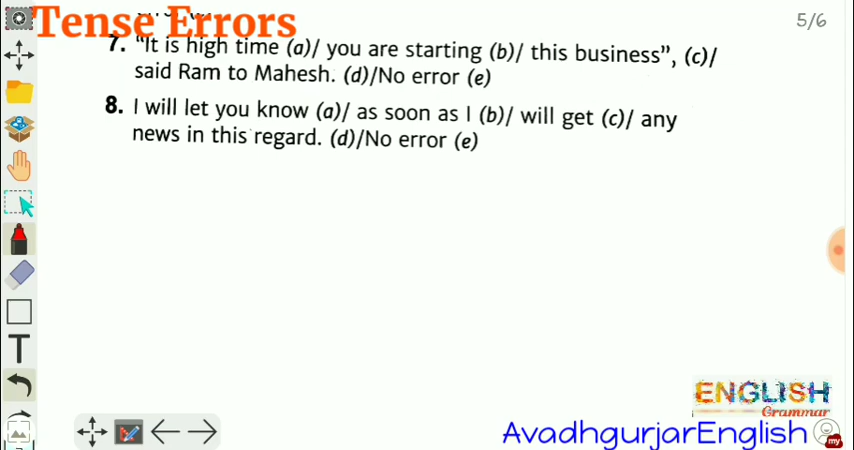 Tense Errors
5/6
7. "It is high time (a)/ you are starting (b)/ this business", (c)/
said Ram to Mahesh. (d)/No error (e)
8. I will let you know (a)/ as soon as I (b)/ will get (c)/ any
news in this regard. (d)/No error (e)
T
ENGLISH
Grammar
AvadhgurjarEnglish
my